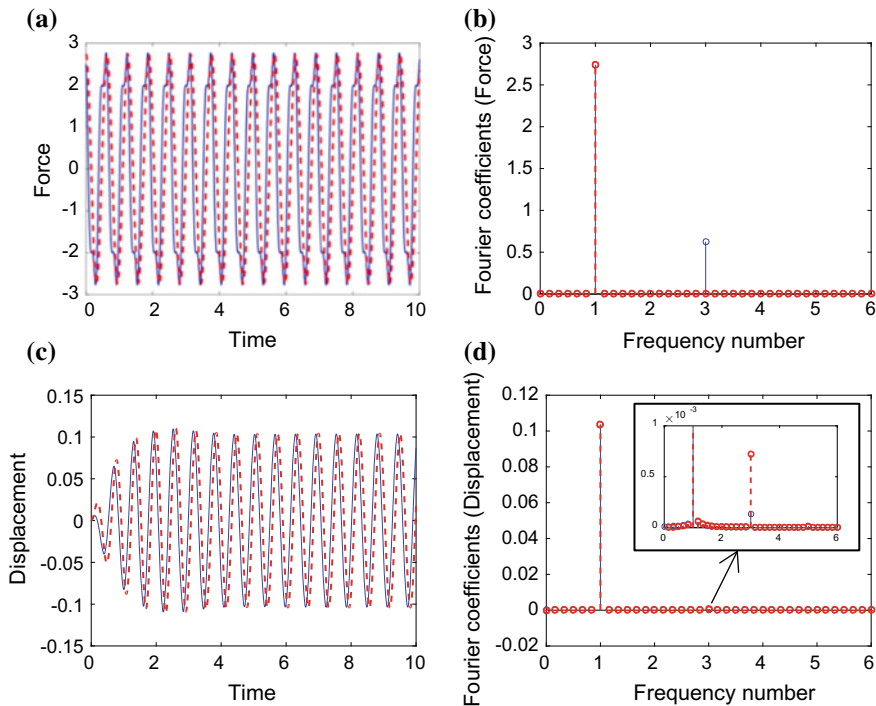 (a)
3
2
1
0
-1
-2
-3
0 2 4 6 8 10
Force
Time
(b)
3
2.5
2
1.5
1
0.5
0
0 1 2 3 4 5 6
Fourier coefficients (Force)
Frequency number
(c)
0.15
0.1
0.05
0
-0.05
-0.1
-0.15
0 2 4 6 8 10
Displacement
Time
(d)
0.12
0.10
0.08
0.06
0.04
0.02
0
-0.02
0 1 2 3 4 5 6
Fourier coefficients (Displacement)
Frequency number
1 × 10 -3
0.5
0
0 2 4 6